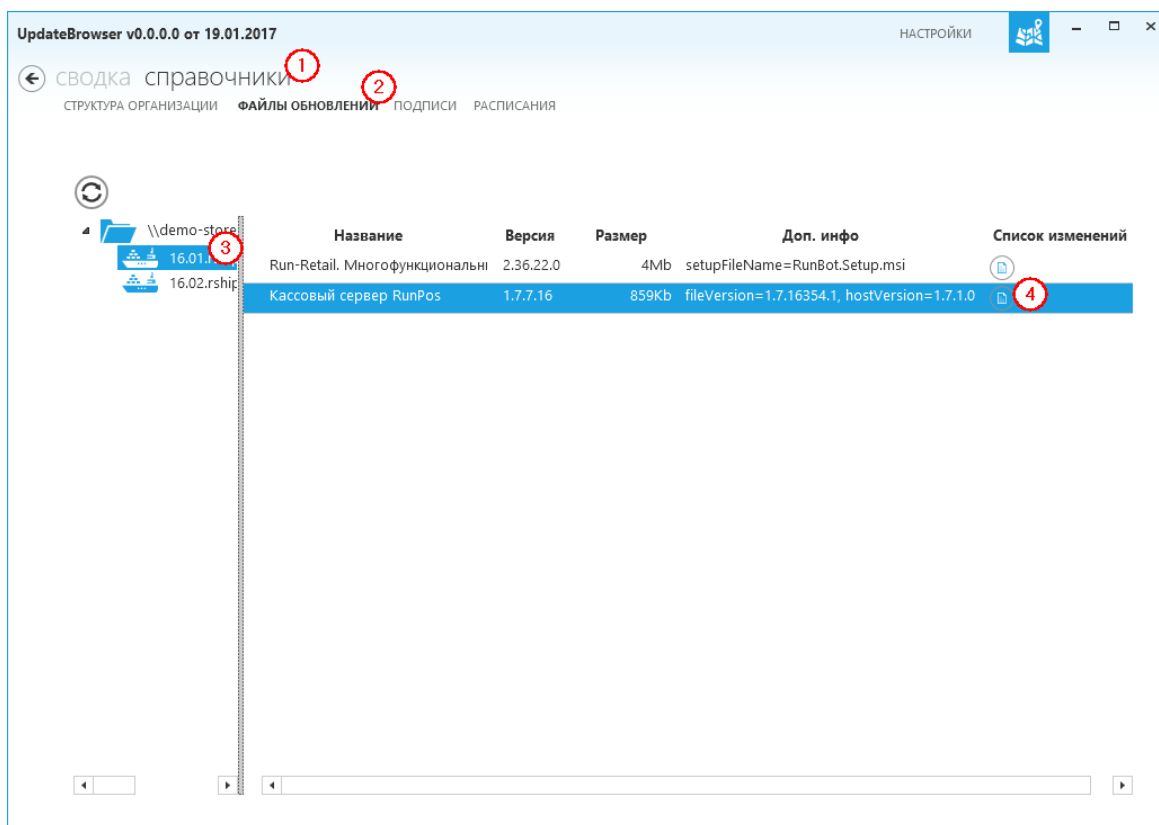 UpdateBrowser v0.0.0.0 от 19.01.2017 НАСТРОЙКИ
сводка справочники 1
СТРУКТУРА ОРГАНИЗАЦИИ ФАЙЛЫ ОБНОВЛЕНИЙ 2 ПОДПИСИ РАСПИСАНИЯ
\\demo-store
Название Версия Размер Доп. инфо Список изменений
16.01. 3
Run-Retail. Многофункциональн 2.36.22.0 4Mb setupFileName=RunBot.Setup.msi
16.02.rship
Кассовый сервер RunPos 1.7.7.16 859Kb fileVersion=1.7.16354.1, hostVersion=1.7.1.0 4